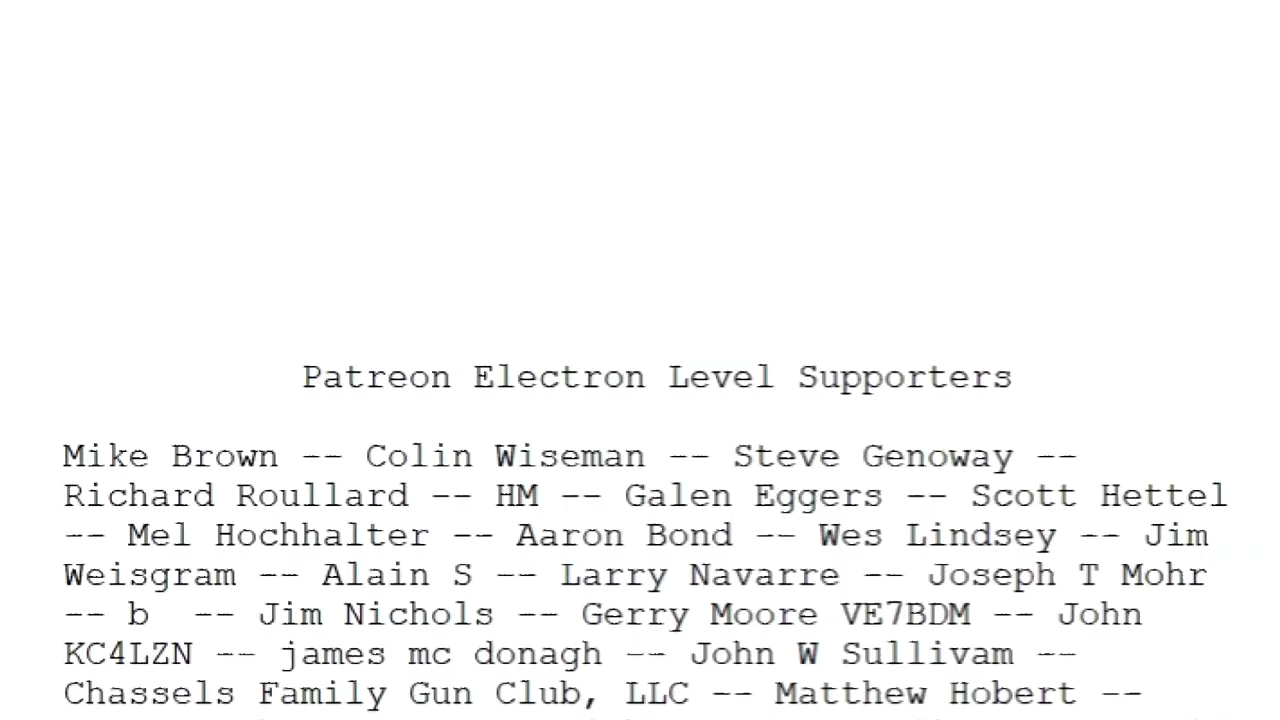 Patreon Electron Level Supporters
Mike Brown -- Colin Wiseman -- Steve Genoway --
Richard Roullard -- HM -- Galen Eggers -- Scott Hettel
-- Mel Hochhalter -- Aaron Bond -- Wes Lindsey -- Jim
Weisgram -- Alain S -- Larry Navarre -- Joseph T Mohr
-- b  -- Jim Nichols -- Gerry Moore VE7BDM -- John
KC4LZN -- james mc donagh -- John W Sullivam --
Chassels Family Gun Club, LLC -- Matthew Hobert --